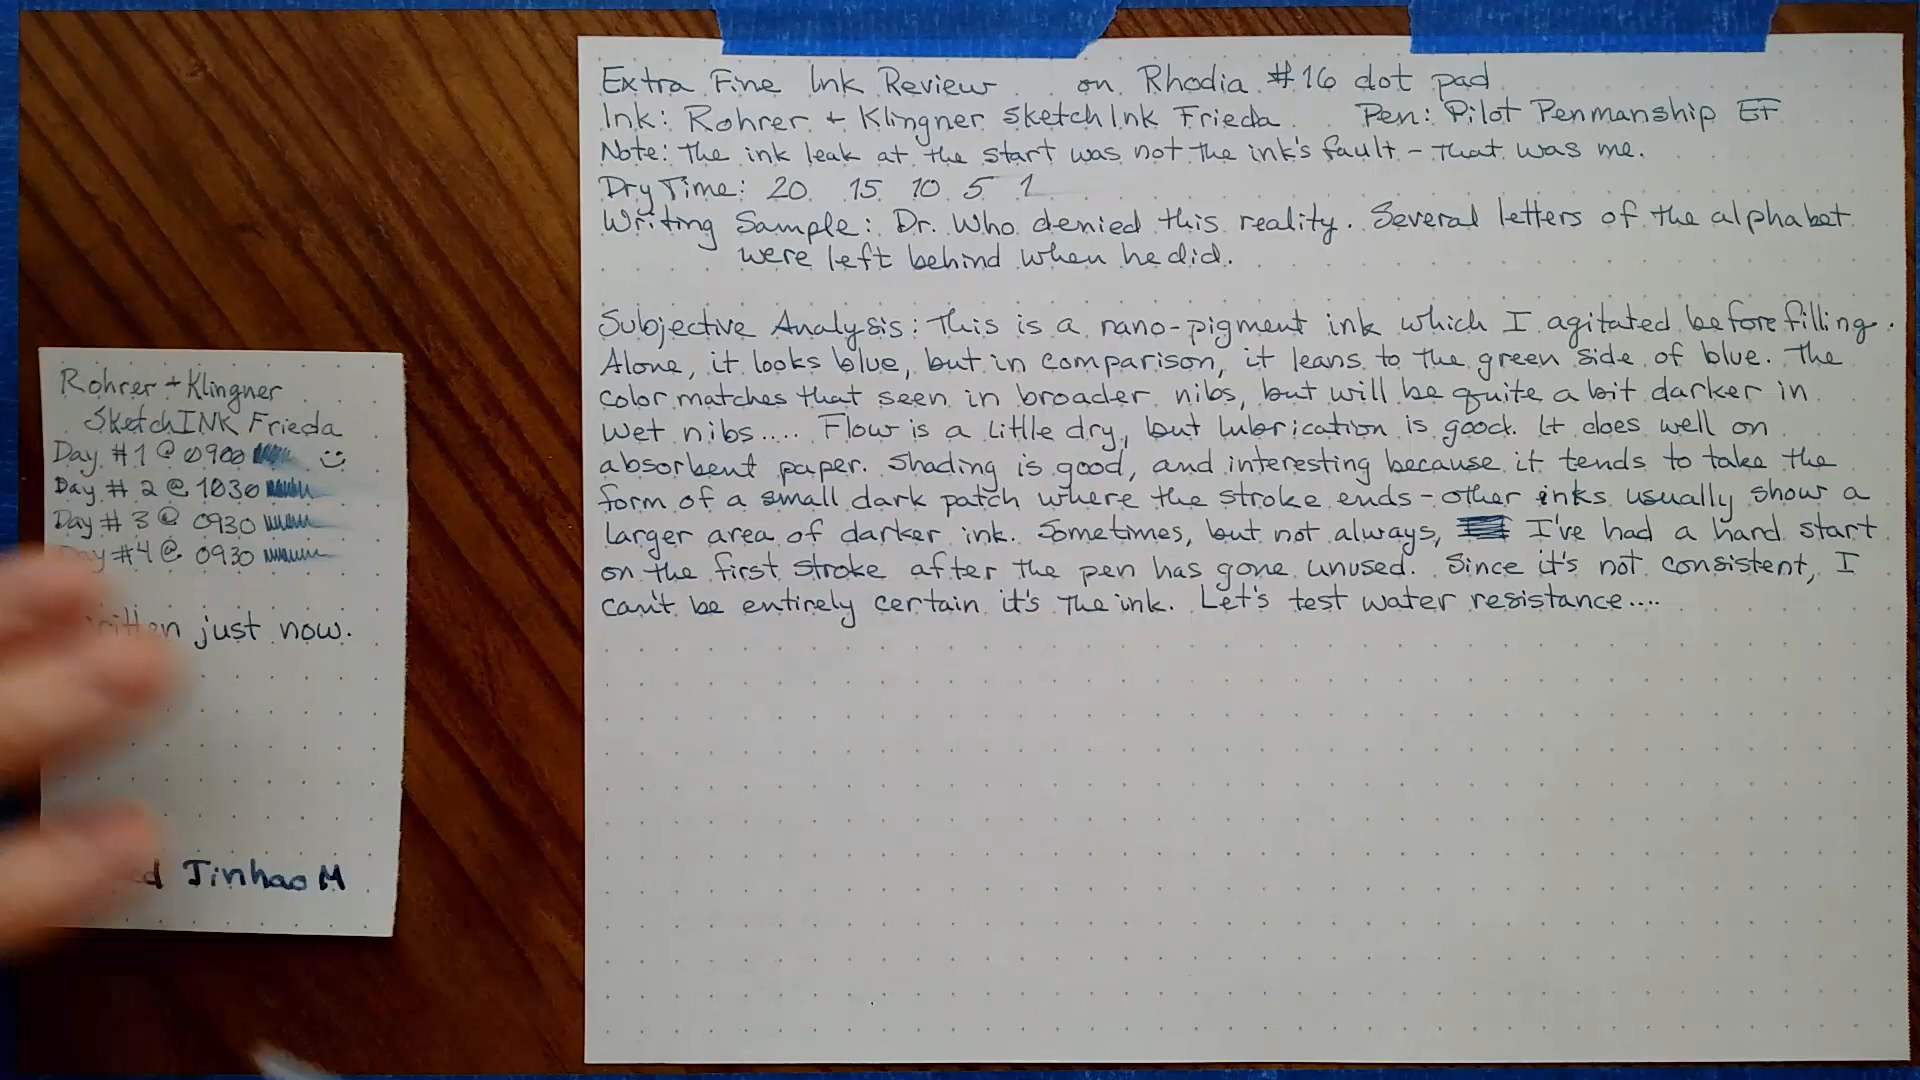 Extra Fine Ink Review on Rhodia #16 dot pad
Ink: Rohrer + Klingner SketchInk Frieda Pen: Pilot Penmanship EF
Note: The ink leak at the start was not the ink's fault - that was me.
Dry Time: 20 15 10 5 1
Writing Sample: Dr. Who denied this reality. Several letters of the alphabet
were left behind when he did.
Subjective Analysis: This is a nano-pigment ink which I agitated before filling.
Alone, it looks blue, but in comparison, it leans to the green side of blue. The
color matches that seen in broader nibs, but will be quite a bit darker in
wet nibs.... Flow is a little dry, but lubrication is good. It does well on
absorbent paper. Shading is good, and interesting because it tends to take the
form of a small dark patch where the stroke ends - other inks usually show a
larger area of darker ink. Sometimes, but not always, I've had a hard start
on the first stroke after the pen has gone unused. Since it's not consistent, I
can't be entirely certain it's the ink. Let's test water resistance....
Rohrer + Klingner
SketchINK Frieda
Day #1 @ 0900
Day # 2 @ 1030
Day # 3 @ 0930
Day #4 @ 0930
just now.
Jinhao M